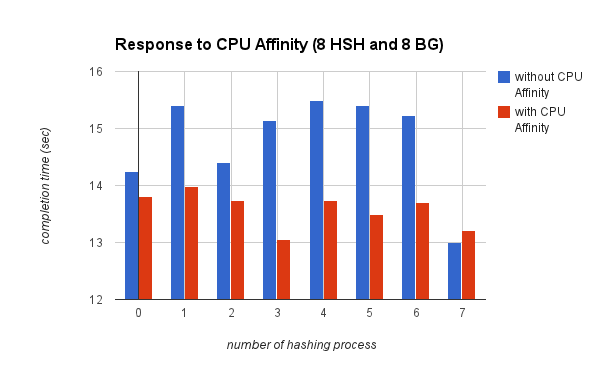 Response to CPU Affinity (8 HSH and 8 BG)
16
15
14
13
12
completion time (sec)
0 1 2 3 4 5 6 7
number of hashing process
without CPU
Affinity
with CPU
Affinity